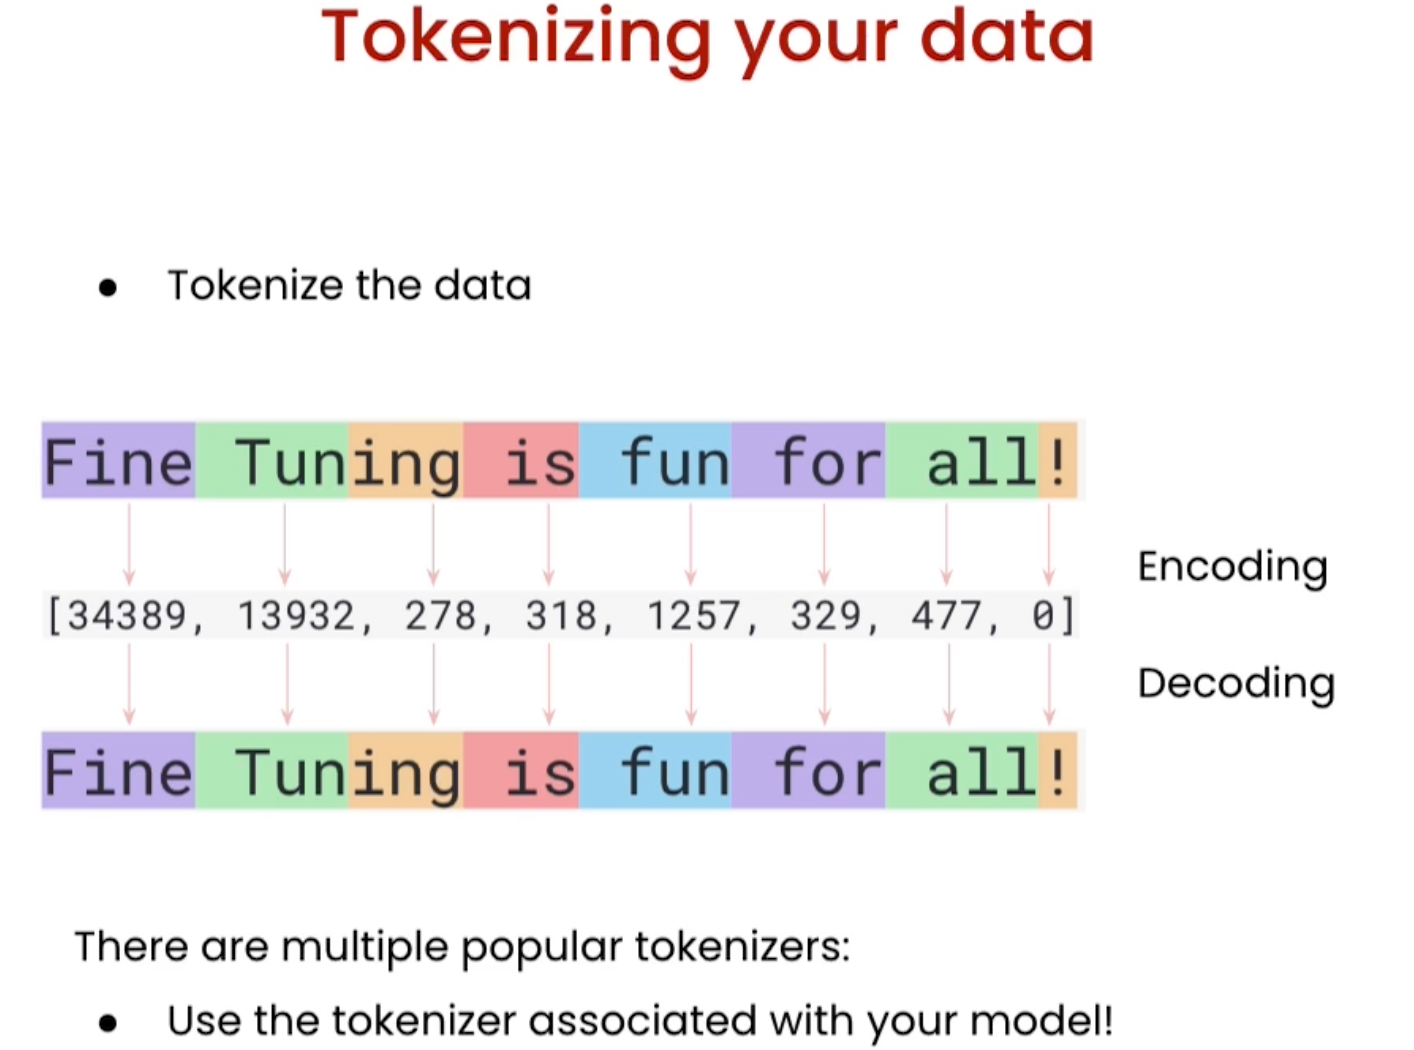 Tokenizing your data
● Tokenize the data
Fine Tuning is fun for all!
Encoding
[34389, 13932, 278, 318, 1257, 329, 477, 0]
Decoding
Fine Tuning is fun for all!
There are multiple popular tokenizers:
● Use the tokenizer associated with your model!